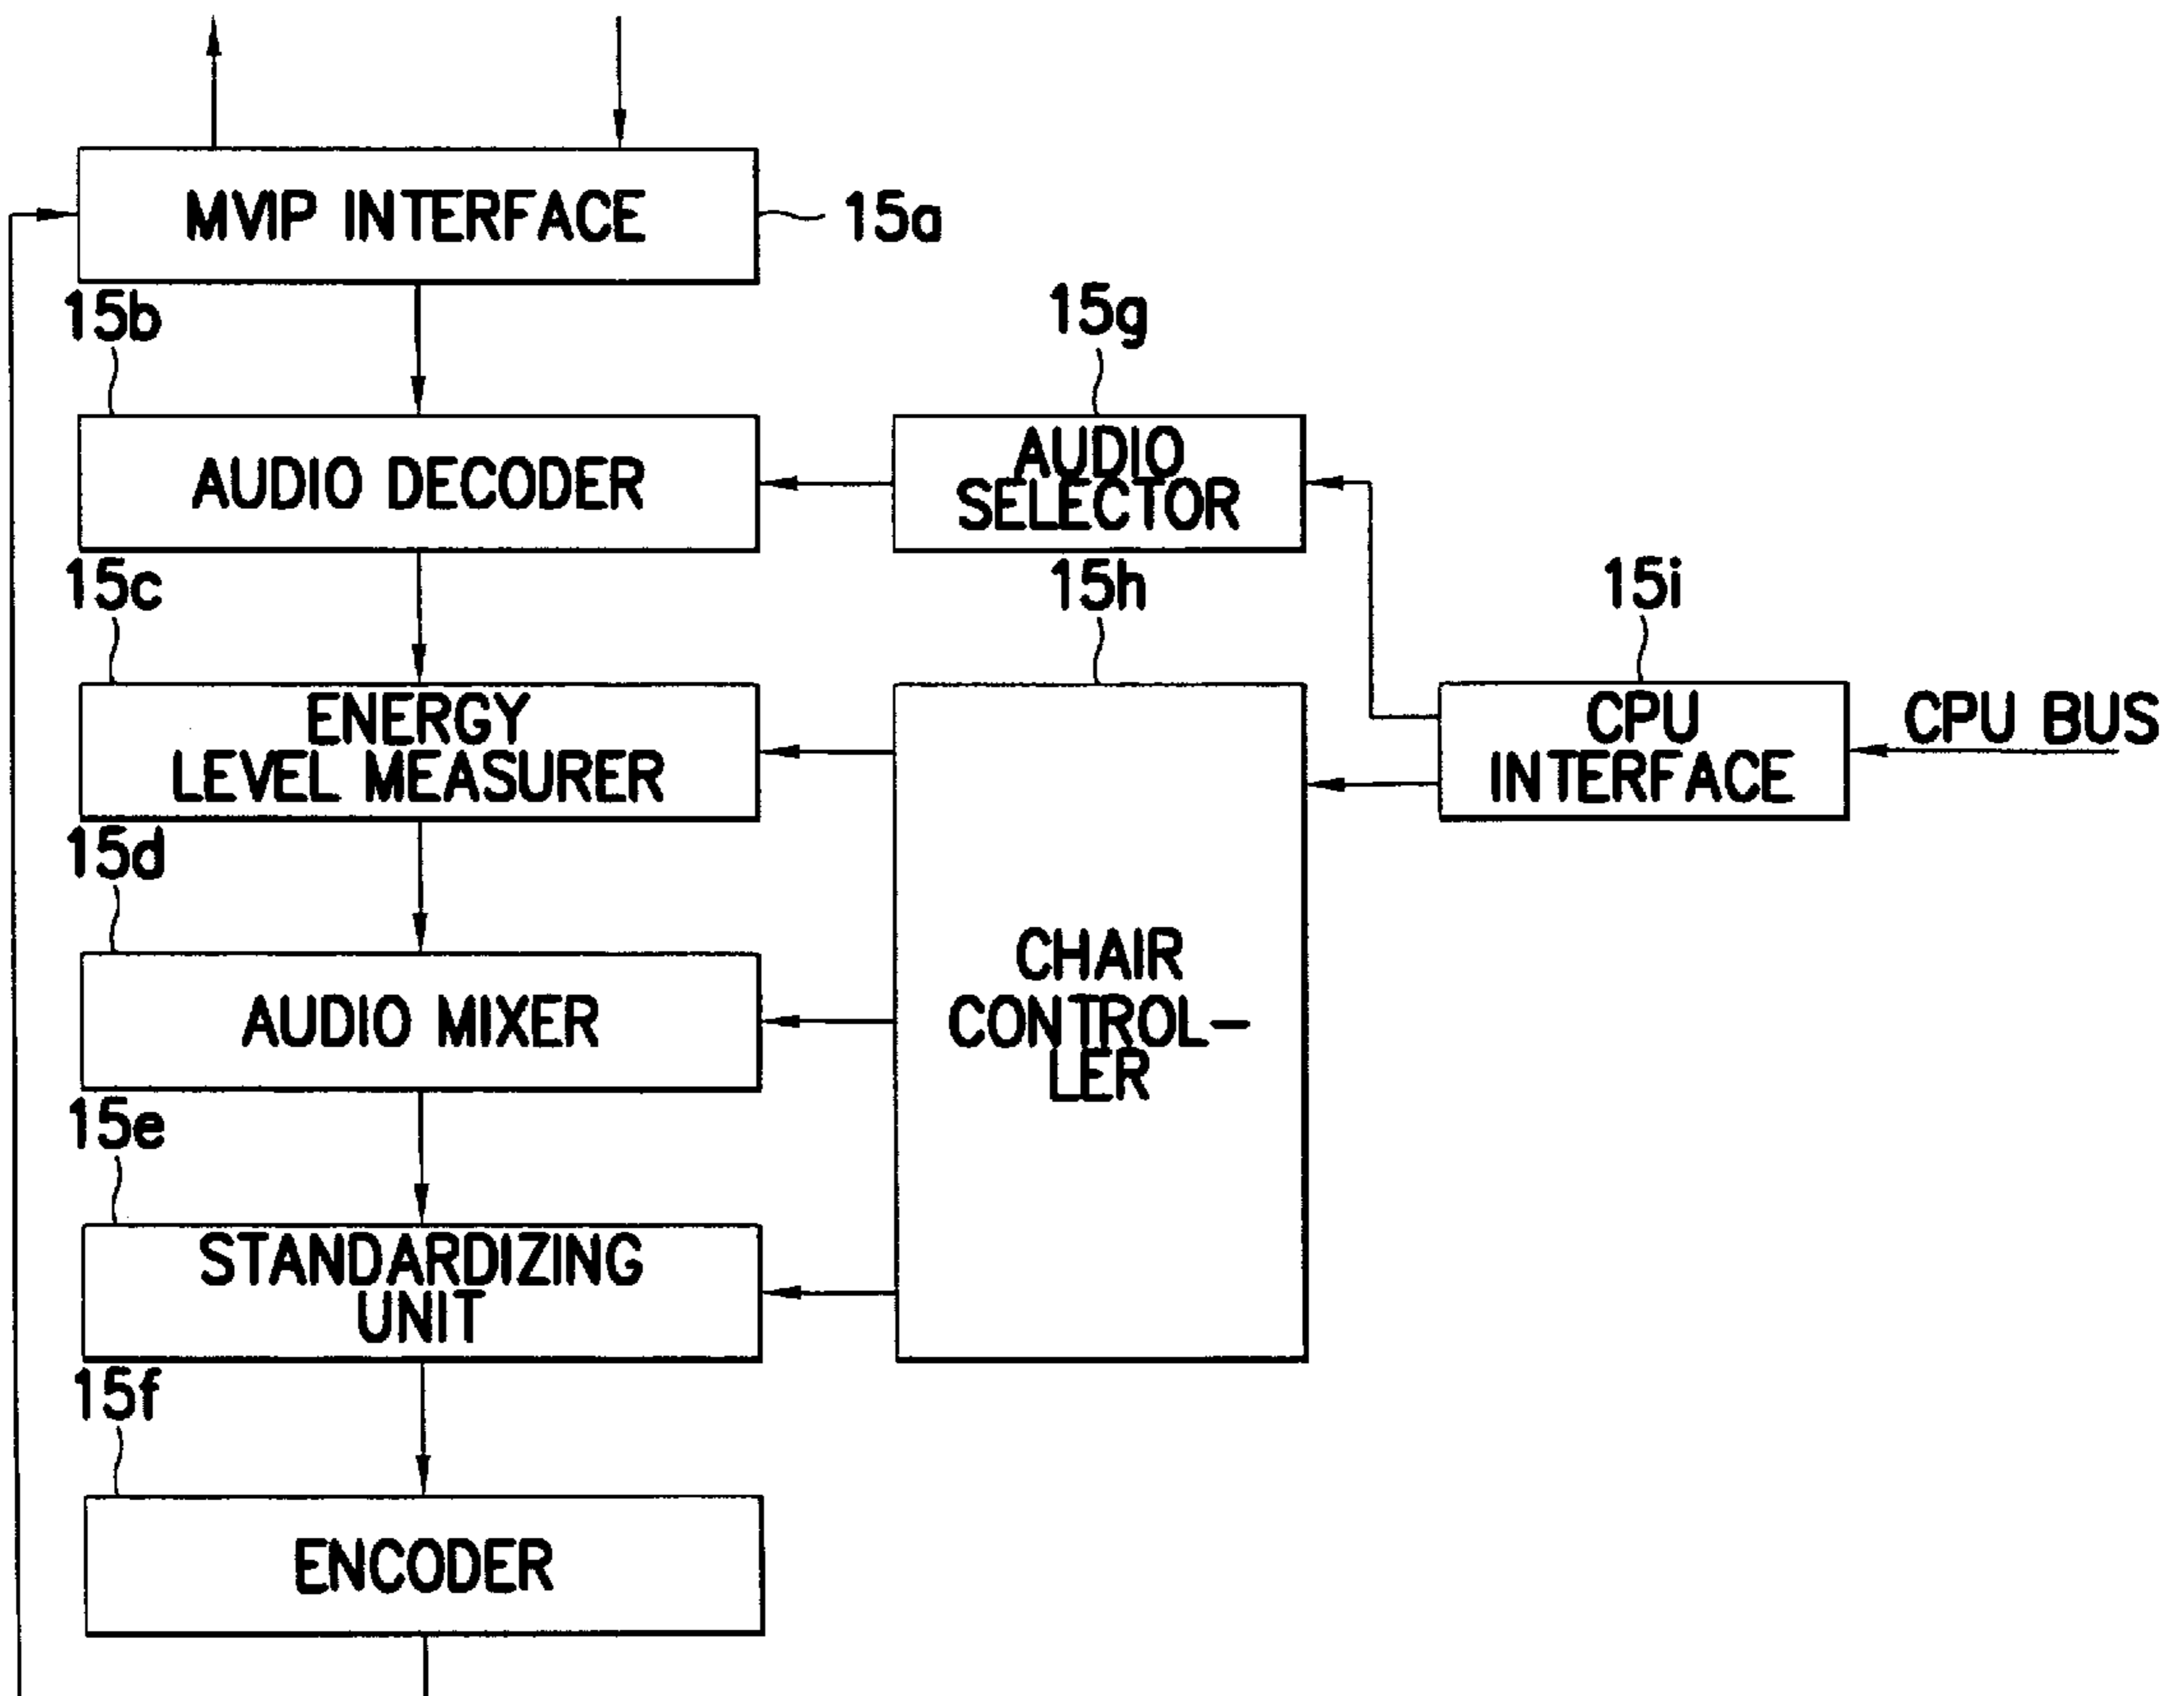 MVIP INTERFACE
15a
15b
15g
AUDIO DECODER
AUDIO
SELECTOR
15c
15h
15i
ENERGY
LEVEL MEASURER
CPU
INTERFACE
CPU BUS
15d
AUDIO MIXER
CHAIR
CONTROL-
LER
15e
STANDARDIZING
UNIT
15f
ENCODER